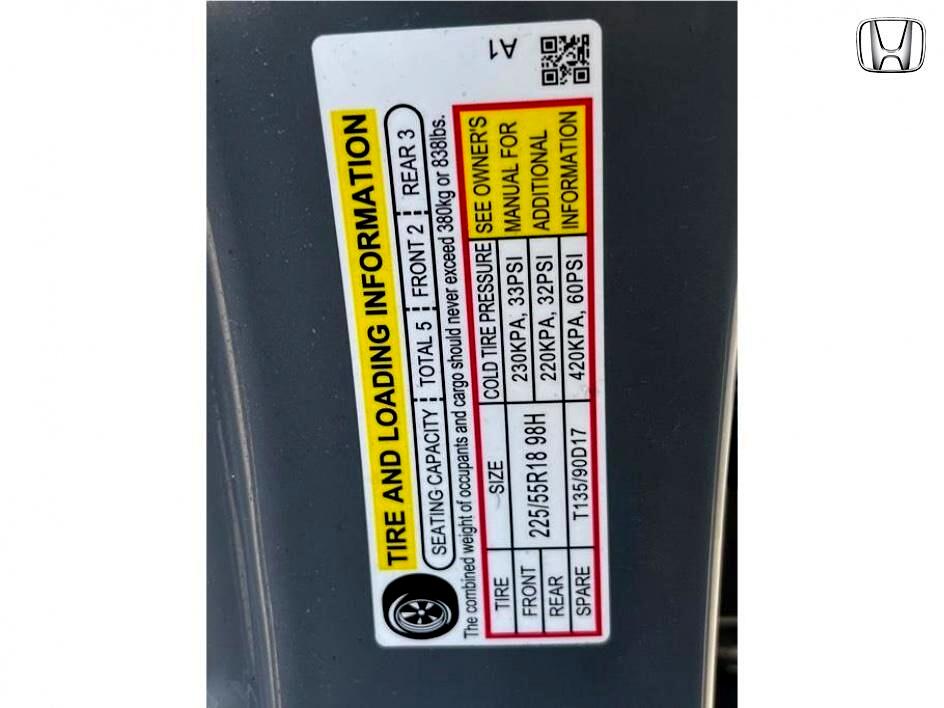 A1
TIRE AND LOADING INFORMATION
SEATING CAPACITY TOTAL 5 FRONT 2 REAR 3
The combined weight of occupants and cargo should never exceed 380kg or 838lbs.
TIRE SIZE COLD TIRE PRESSURE SEE OWNER'S
FRONT 225/55R18 98H 230KPA, 33PSI MANUAL FOR
REAR 220KPA, 32PSI ADDITIONAL
SPARE T135/90D17 420KPA, 60PSI INFORMATION